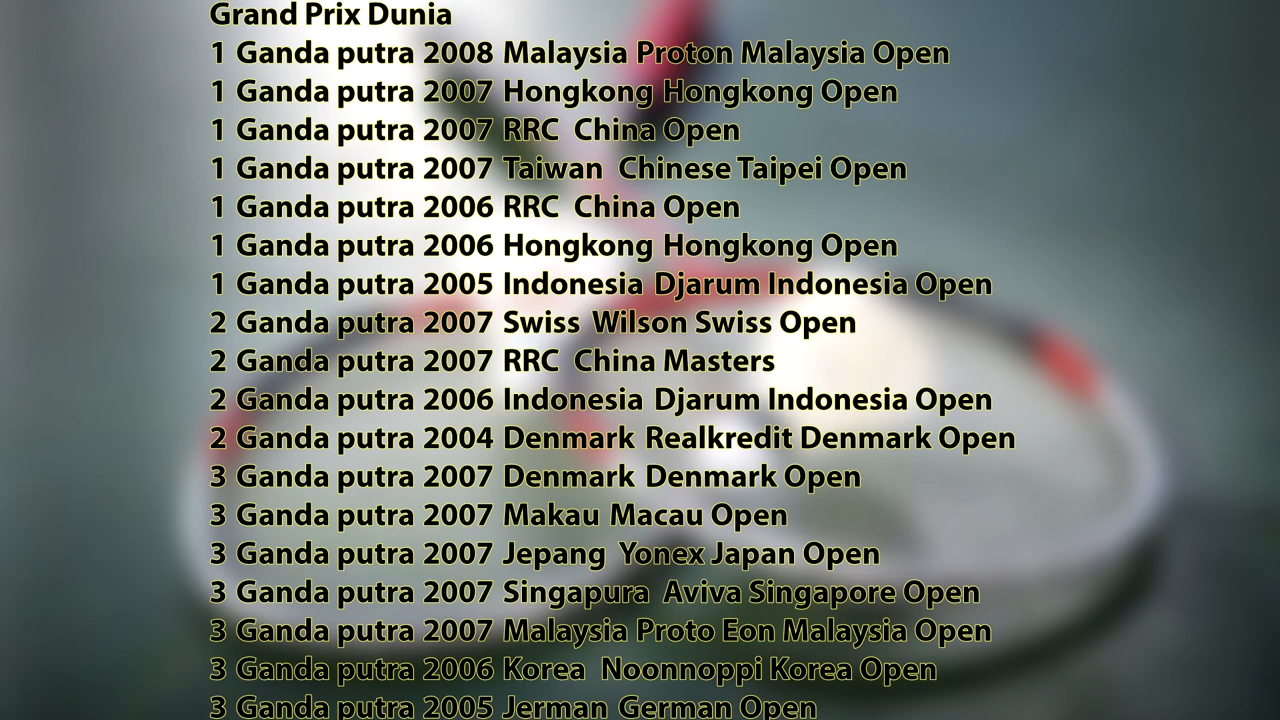 Grand Prix Dunia
1 Ganda putra 2008 Malaysia Proton Malaysia Open
1 Ganda putra 2007 Hongkong Hongkong Open
1 Ganda putra 2007 RRC China Open
1 Ganda putra 2007 Taiwan Chinese Taipei Open
1 Ganda putra 2006 RRC China Open
1 Ganda putra 2006 Hongkong Hongkong Open
1 Ganda putra 2005 Indonesia Djarum Indonesia Open
2 Ganda putra 2007 Swiss Wilson Swiss Open
2 Ganda putra 2007 RRC China Masters
2 Ganda putra 2006 Indonesia Djarum Indonesia Open
2 Ganda putra 2004 Denmark Realkredit Denmark Open
3 Ganda putra 2007 Denmark Denmark Open
3 Ganda putra 2007 Makau Macau Open
3 Ganda putra 2007 Jepang Yonex Japan Open
3 Ganda putra 2007 Singapura Aviva Singapore Open
3 Ganda putra 2007 Malaysia Proto Eon Malaysia Open
3 Ganda putra 2006 Korea Noonnoppi Korea Open
3 Ganda putra 2005 Jerman German Open